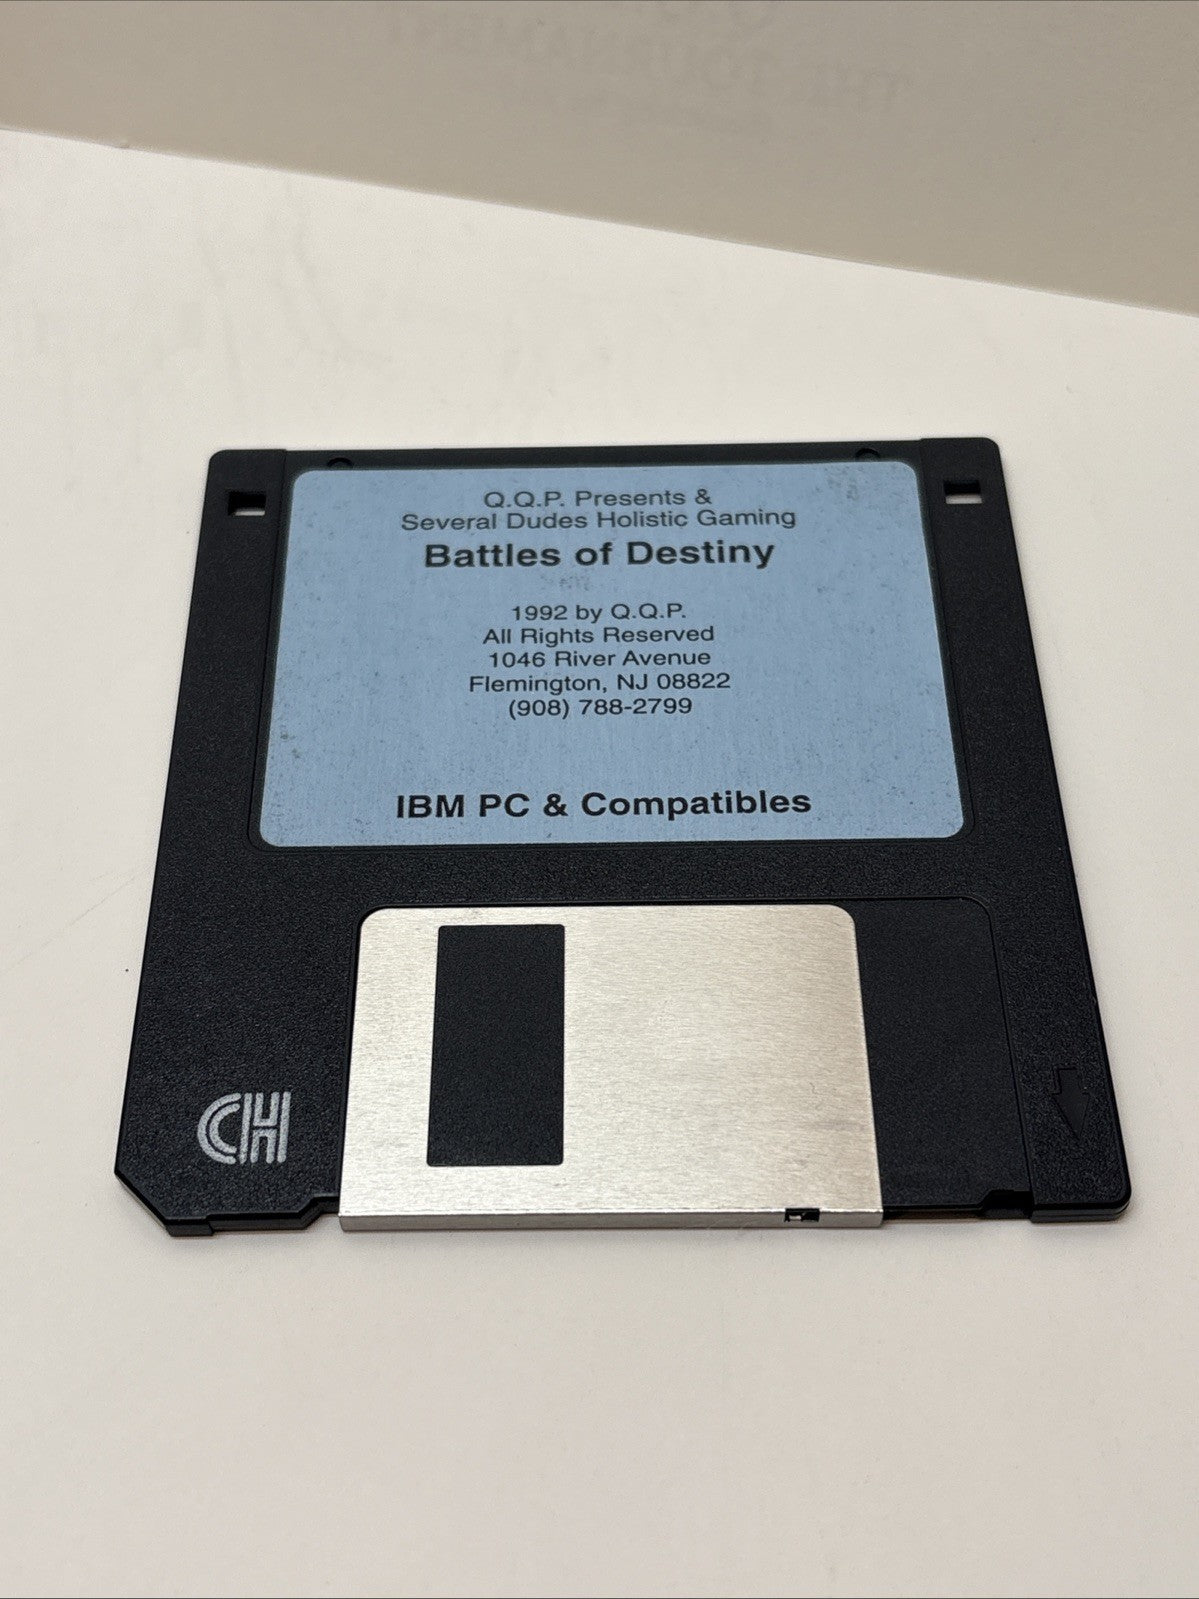 Q.Q.P. Presents &
Several Dudes Holistic Gaming
Battles of Destiny
1992 by Q.Q.P.
All Rights Reserved
1046 River Avenue
Flemington, NJ 08822
(908) 788-2799
IBM PC & Compatibles
CH